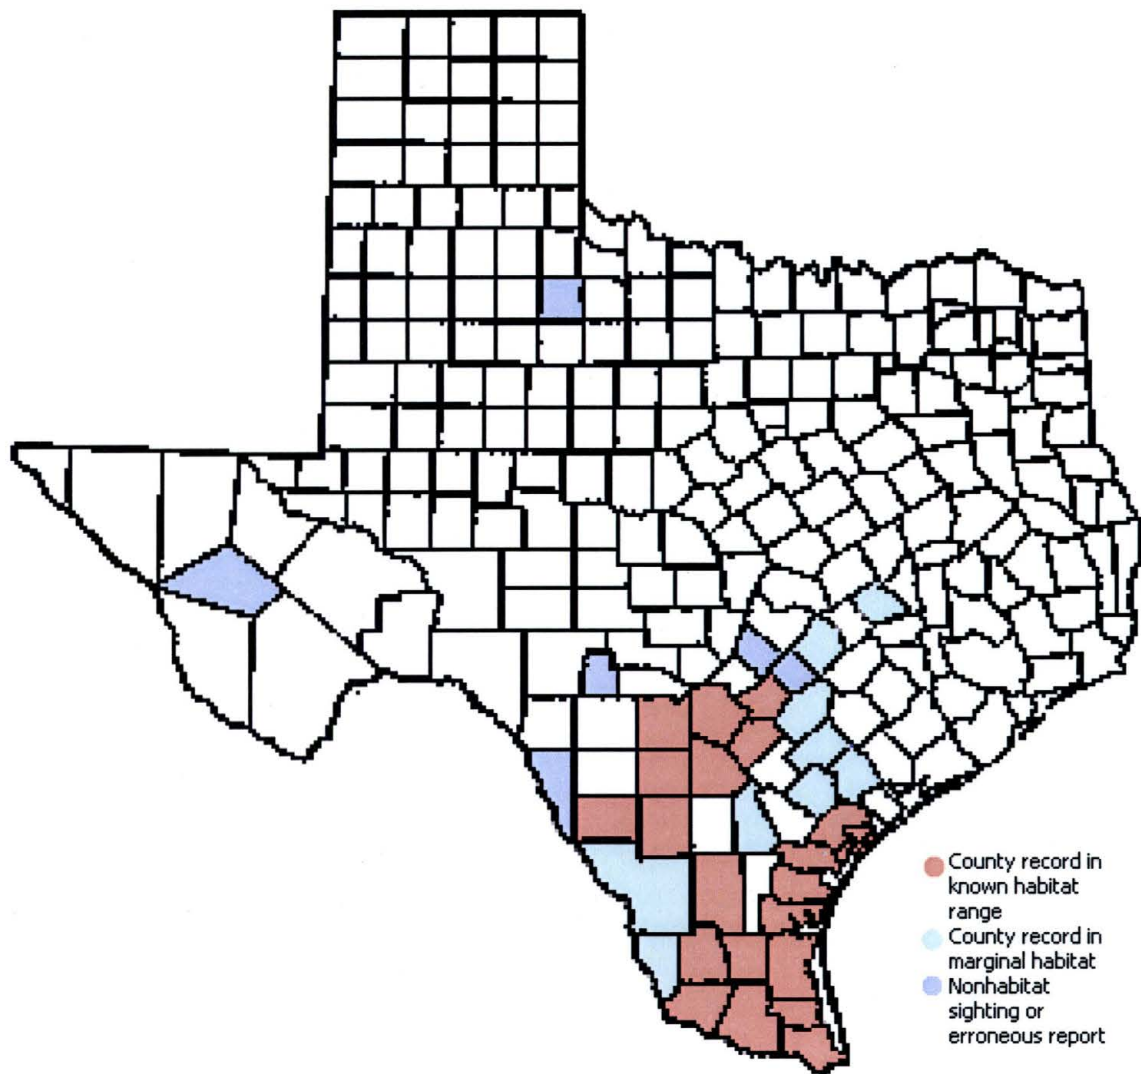 County record in
known habitat
range
County record in
marginal habitat
Nonhabitat
sighting or
erroneous report